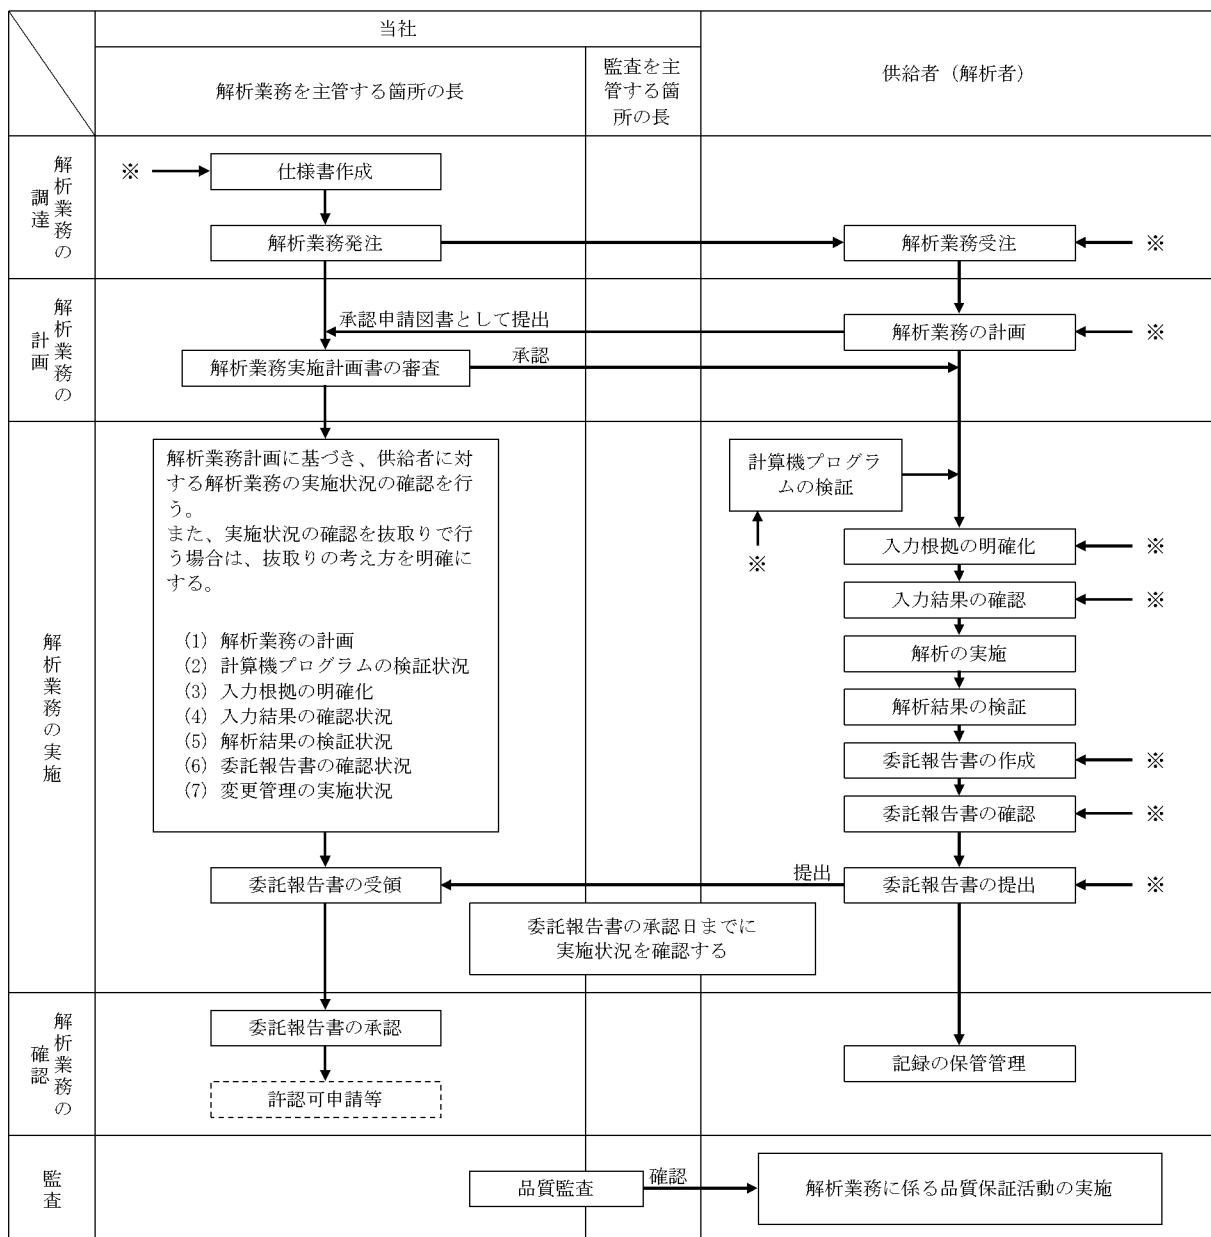 当社
解析業務を主管する箇所の長
監査を主
管する箇
所の長
供給者（解析者）
解析業務の
調達
※
仕様書作成
解析業務発注
解析業務受注
※
解析業務の
計画
承認申請図書として提出
解析業務の計画
※
解析業務実施計画書の審査
承認
解析業務の実施
解析業務計画に基づき、供給者に対
する解析業務の実施状況の確認を行
う。
また、実施状況の確認を抜取りで行
う場合は、抜取りの考え方を明確に
する。
(1) 解析業務の計画
(2) 計算機プログラムの検証状況
(3) 入力根拠の明確化
(4) 入力結果の確認状況
(5) 解析結果の検証状況
(6) 委託報告書の確認状況
(7) 変更管理の実施状況
計算機プログラ
ムの検証
※
入力根拠の明確化
※
入力結果の確認
※
解析の実施
解析結果の検証
委託報告書の作成
※
委託報告書の確認
※
委託報告書の受領
提出
委託報告書の提出
※
委託報告書の承認日までに
実施状況を確認する
解析業務の
確認
委託報告書の承認
記録の保管管理
許認可申請等
監査
品質監査
確認
解析業務に係る品質保証活動の実施